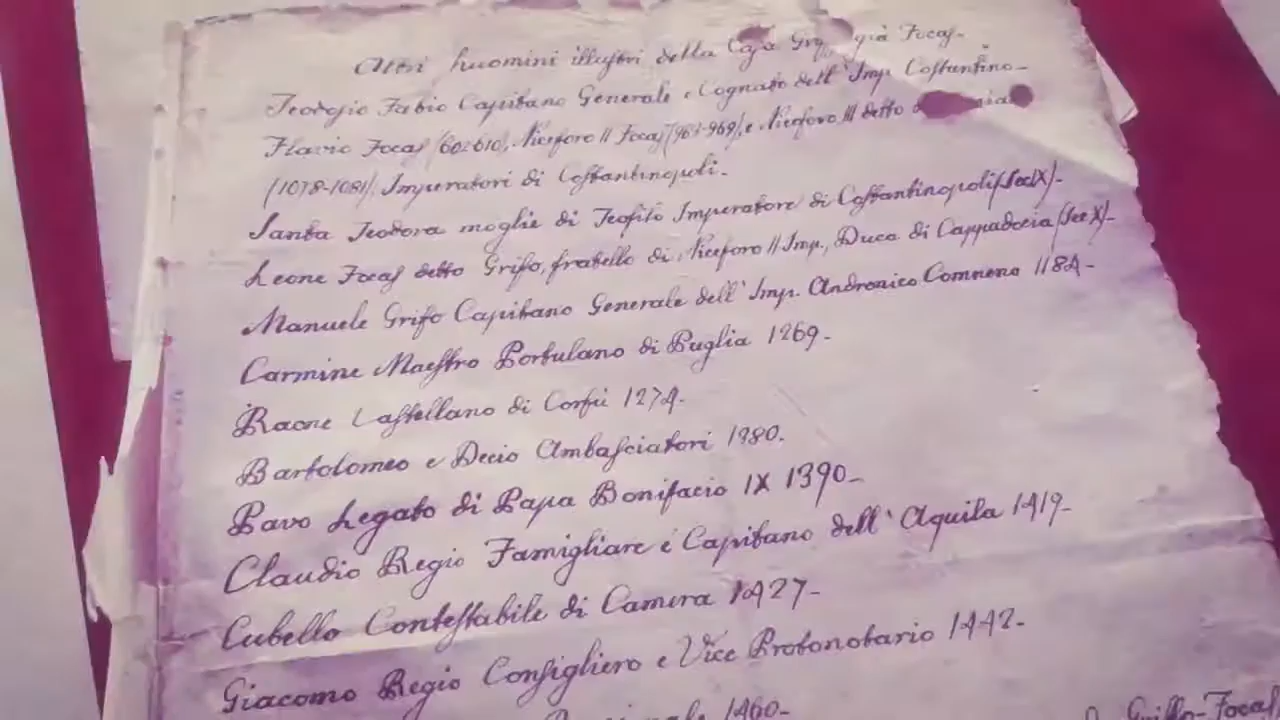 Altri huomini illustri della Casa già Focas-
Teodosio Fabio Capitano Generale e Cognato dell' Imp. Costantino-
Flavio Focas (602-610), Niceforo II Focas (963-969), e Niceforo III detto
(1078-1081), Imperatori di Costantinopoli-
Santa Teodora moglie di Teofilo Imperatore di Costantinopoli (Sec IX)-
Leone Focas detto Grifo, fratello di Niceforo II Imp., Duca di Cappadocia (Sec X)-
Manuele Grifo Capitano Generale dell' Imp. Andronico Comneno 1184-
Carmine Maestro Portulano di Puglia 1269-
Raone Castellano di Corfù 1274-
Bartolomeo e Decio Ambasciatori 1380.
Pavo Legato di Papa Bonifacio IX 1390-
Claudio Regio Famigliare e Capitano dell' Aquila 1419-
Cubello Contestabile di Camera 1427-
Giacomo Regio Consigliero e Vice Protonotario 1442-
1460-
Grillo-Focas